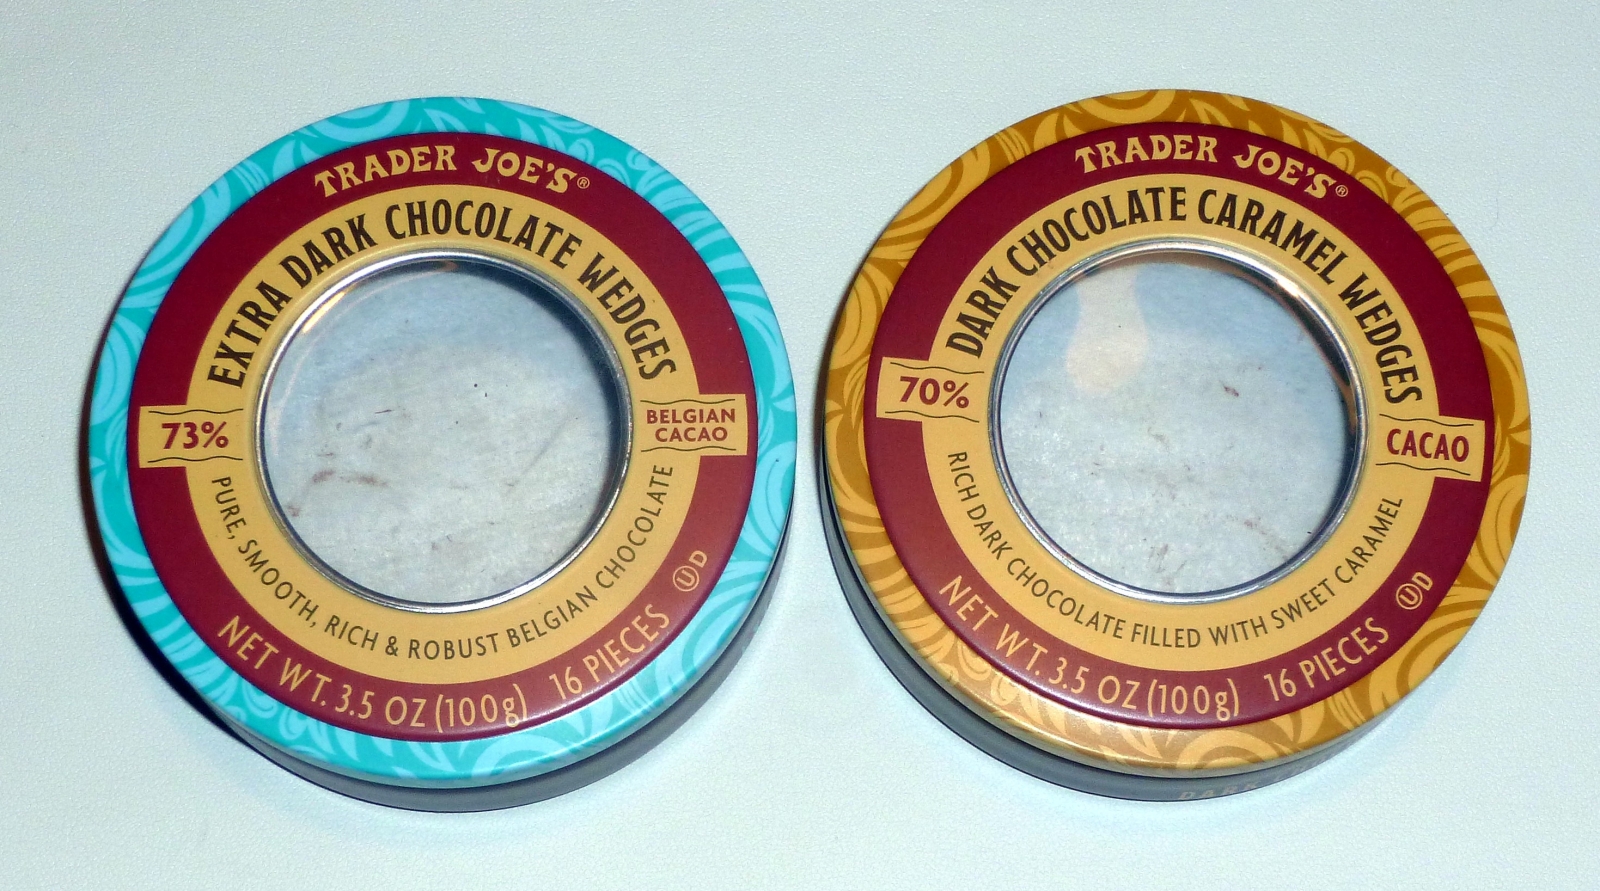 TRADER JOE'S®
EXTRA DARK CHOCOLATE WEDGES
73%
BELGIAN
CACAO
PURE, SMOOTH, RICH & ROBUST BELGIAN CHOCOLATE
NET WT. 3.5 OZ (100g) 16 PIECES
U D
TRADER JOE'S®
DARK CHOCOLATE CARAMEL WEDGES
70%
CACAO
RICH DARK CHOCOLATE FILLED WITH SWEET CARAMEL
NET WT. 3.5 OZ (100g) 16 PIECES
U D
DARK